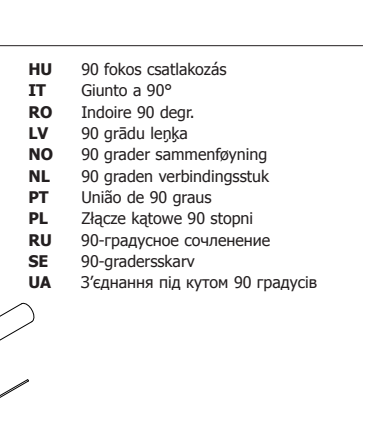 HU 90 fokos csatlakozás
IT Giunto a 90°
RO Indoire 90 degr.
LV 90 grādu leņķa
NO 90 grader sammenføyning
NL 90 graden verbindingsstuk
PT União de 90 graus
PL Złącze kątowe 90 stopni
RU 90-градусное сочленение
SE 90-gradersskarv
UA З’єднання під кутом 90 градусів